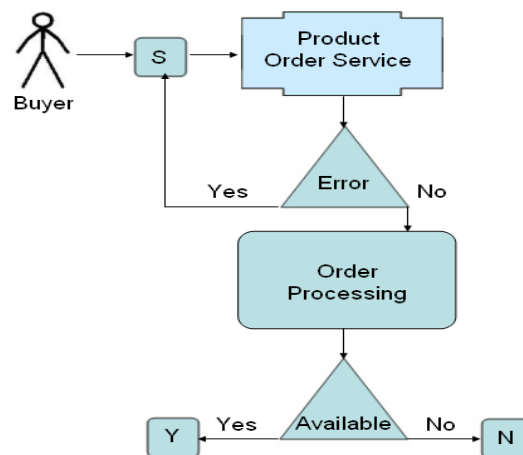 Product
Order Service
S
Buyer
Yes
Error
No
Order
Processing
Y
Yes
Available
No
N